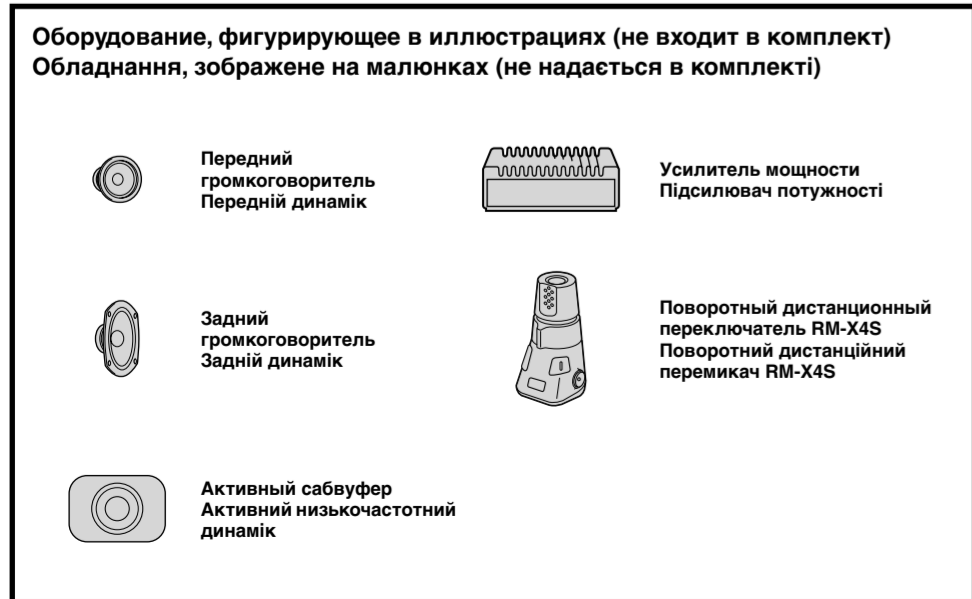 Оборудование, фигурирующее в иллюстрациях (не входит в комплект)
Обладнання, зображене на малюнках (не надається в комплекті)
Передний
громкоговоритель
Передній динамік
Усилитель мощности
Підсилювач потужності
Задний
громкоговоритель
Задній динамік
Поворотный дистанционный
переключатель RM-X4S
Поворотний дистанційний
перемикач RM-X4S
Активный сабвуфер
Активний низькочастотний
динамік